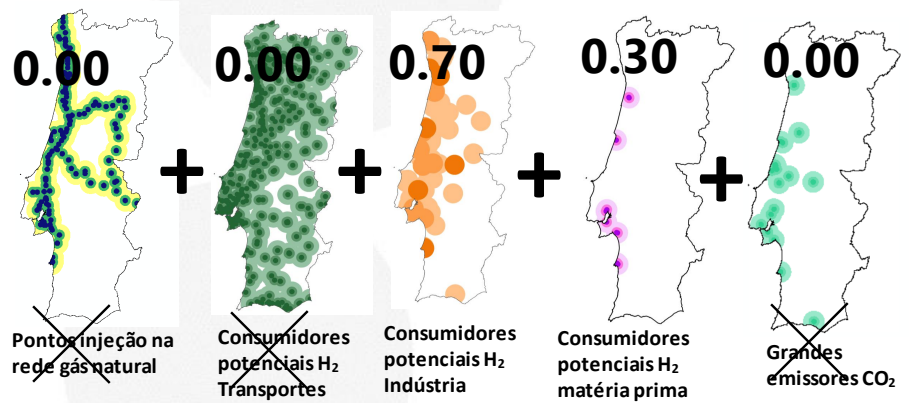 0.00
0.00
0.70
0.30
0.00
+
+
+
+
Pontos injeção na
rede gás natural
Consumidores
potenciais H₂
Transportes
Consumidores
potenciais H₂
Indústria
Consumidores
potenciais H₂
matéria prima
Grandes
emissores CO₂